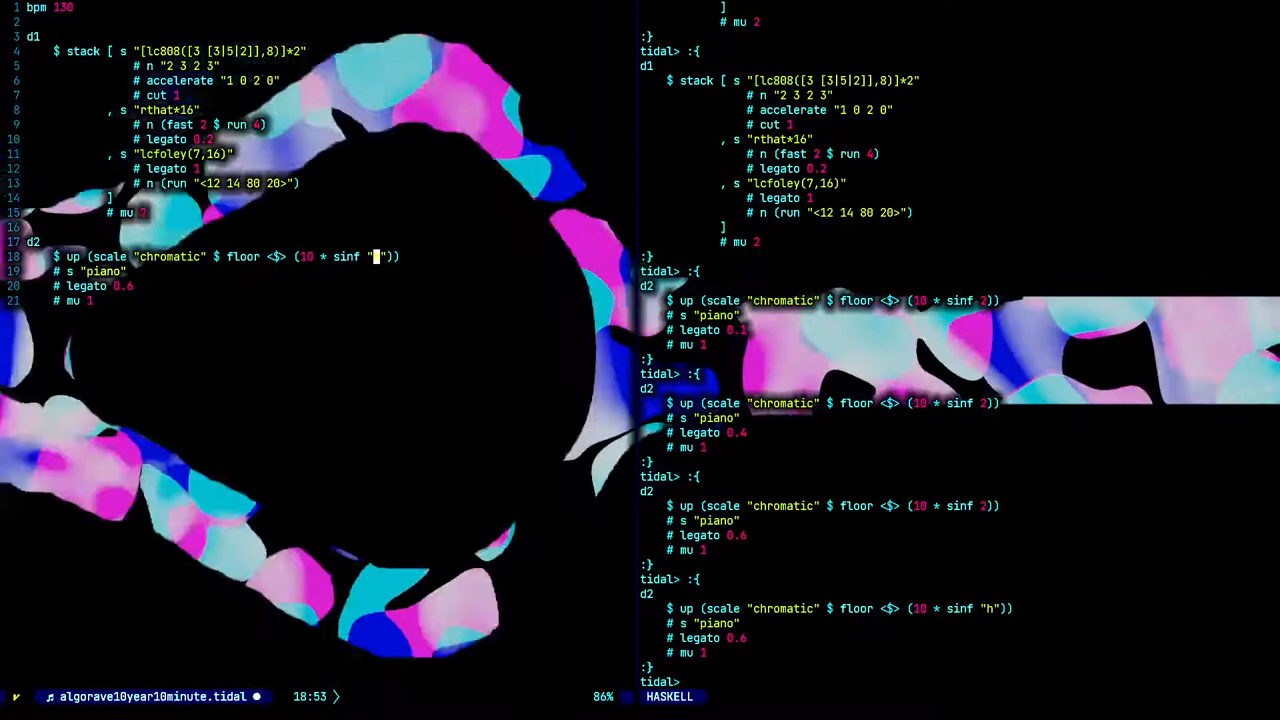 1 bpm 130
2
3 d1
4 $ stack [ s "[lc808([3 [3|5|2]],8)]*2"
5 # n "2 3 2 3"
6 # accelerate "1 0 2 0"
7 # cut 1
8 , s "rthat*16"
9 # n (fast 2 $ run 4)
10 # legato 0.2
11 , s "lcfoley(7,16)"
12 # legato 1
13 # n (run "<12 14 80 20>")
14 ]
15 # mu 2
16
17 d2
18 $ up (scale "chromatic" $ floor <$> (10 * sinf " "))
19 # s "piano"
20 # legato 0.6
21 # mu 1
✔ ♬ algorave10year10minute.tidal ● 18:53 〉 86%
]
# mu 2
:}
tidal> :{
d1
$ stack [ s "[lc808([3 [3|5|2]],8)]*2"
# n "2 3 2 3"
# accelerate "1 0 2 0"
# cut 1
, s "rthat*16"
# n (fast 2 $ run 4)
# legato 0.2
, s "lcfoley(7,16)"
# legato 1
# n (run "<12 14 80 20>")
]
# mu 2
:}
tidal> :{
d2
$ up (scale "chromatic" $ floor <$> (10 * sinf 2))
# s "piano"
# legato 0.1
# mu 1
:}
tidal> :{
d2
$ up (scale "chromatic" $ floor <$> (10 * sinf 2))
# s "piano"
# legato 0.4
# mu 1
:}
tidal> :{
d2
$ up (scale "chromatic" $ floor <$> (10 * sinf 2))
# s "piano"
# legato 0.6
# mu 1
:}
tidal> :{
d2
$ up (scale "chromatic" $ floor <$> (10 * sinf "h"))
# s "piano"
# legato 0.6
# mu 1
:}
tidal>
HASKELL